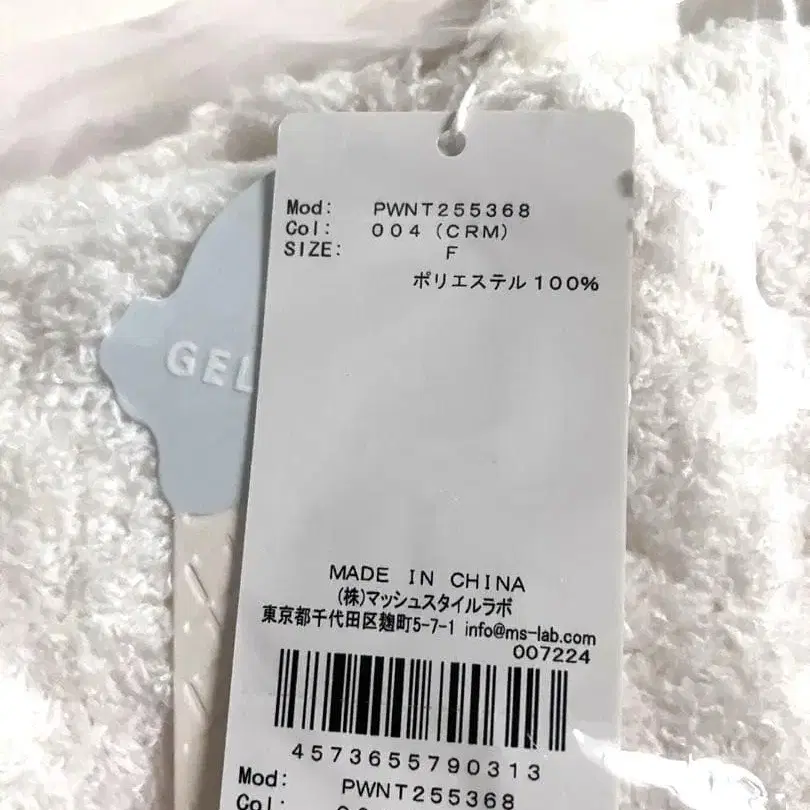 Mod: PWNT255368
Col: 004 (CRM)
SIZE: F
ポリエステル100%
GEL
MADE IN CHINA
(株)マッシュスタイルラボ
東京都千代田区麹町5-7-1 info@ms-lab.com
007224
4573655790313
Mod: PWNT255368
Col: